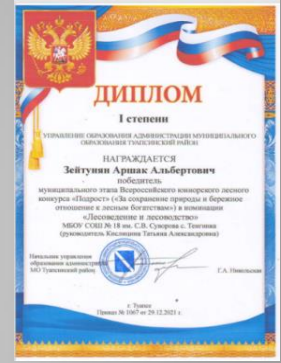 ДИПЛОМ
I степени
УПРАВЛЕНИЕ ОБРАЗОВАНИЯ АДМИНИСТРАЦИИ МУНИЦИПАЛЬНОГО
ОБРАЗОВАНИЯ ТУАПСИНСКИЙ РАЙОН
НАГРАЖДАЕТСЯ
Зейтунян Аршак Альбертович
победитель
муниципального этапа Всероссийского юниорского лесного
конкурса «Подрост» («За сохранение природы и бережное
отношение к лесным богатствам») в номинации
«Лесоведение и лесоводство»
МБОУ СОШ № 18 им. С.В. Суворова с. Тенгинка
(руководитель Кислицина Татьяна Александровна)
Начальник управления
образования администрации
МО Туапсинский район
Г.А. Никольская
г. Туапсе
Приказ № 1067 от 29.12.2021 г.